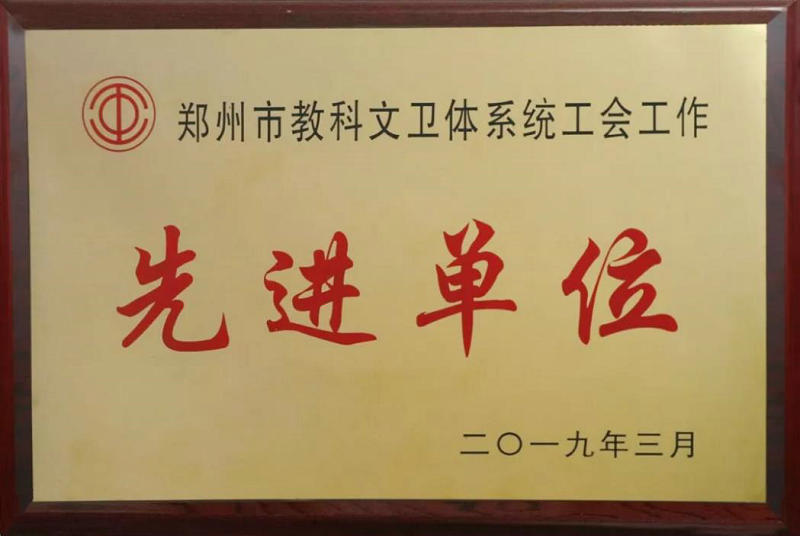 郑州市教科文卫体系统工会工作
先进单位
二〇一九年三月